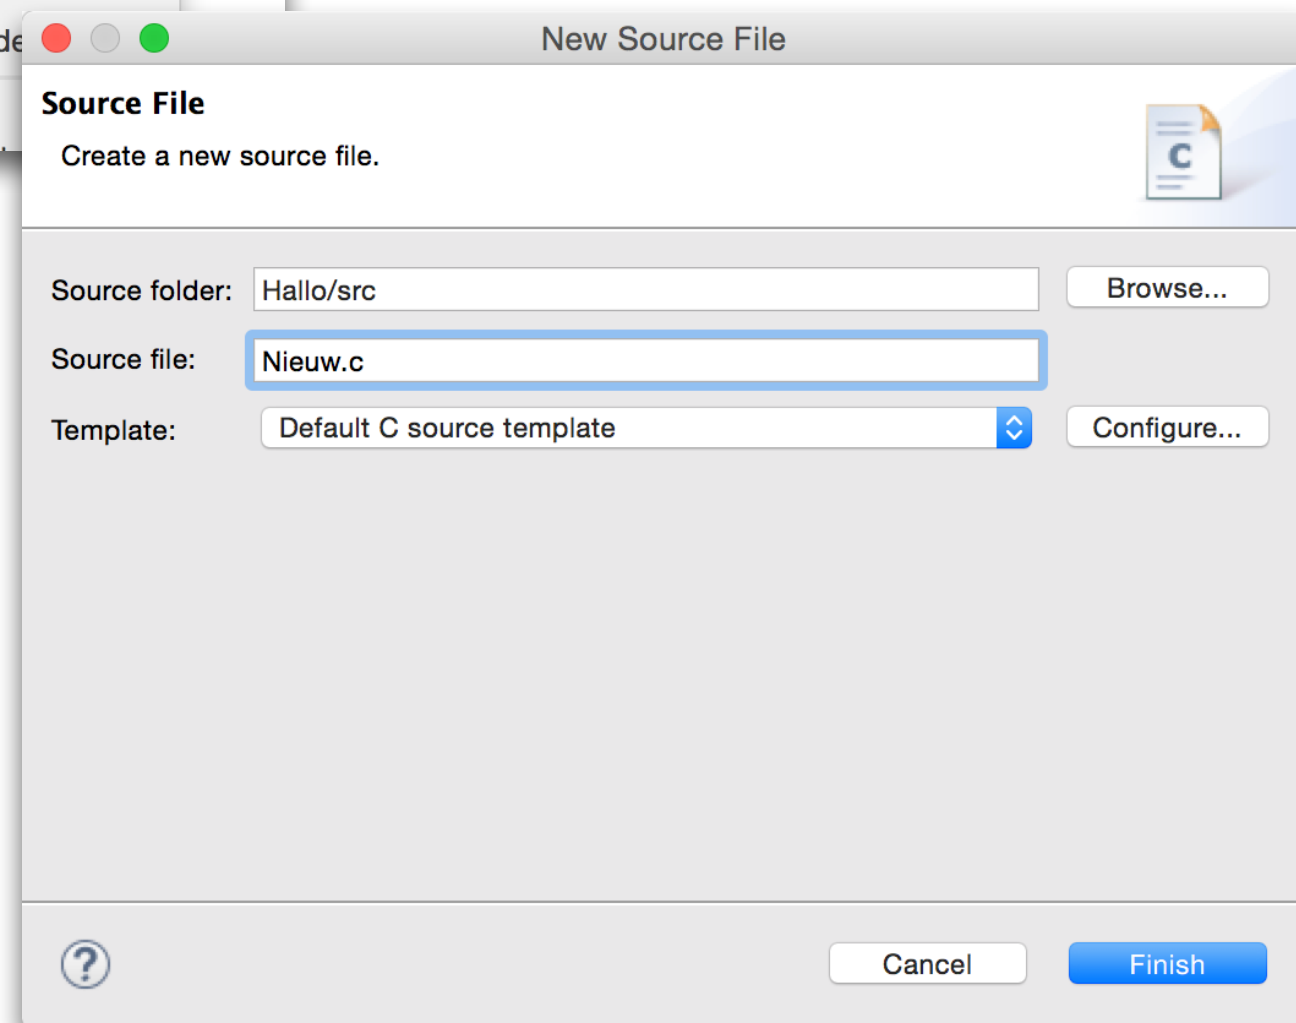 New Source File
Source File
Create a new source file.
C
Source folder: Hallo/src Browse...
Source file: Nieuw.c
Template: Default C source template Configure...
? Cancel Finish